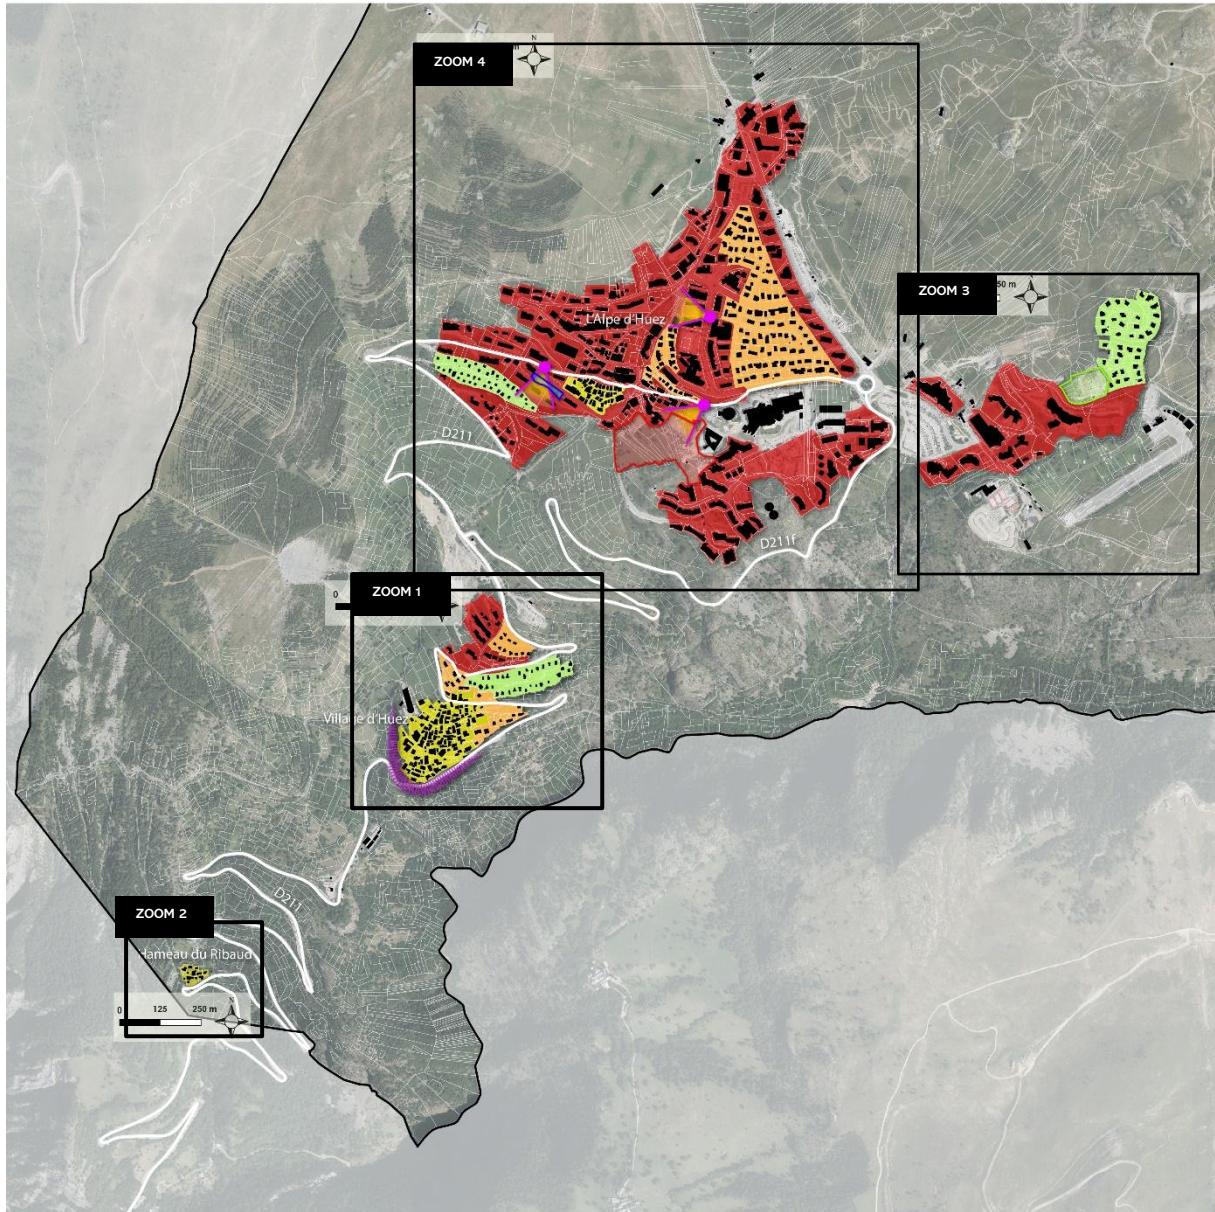 ZOOM 4
m
N
ZOOM 3
50 m
L'Alpe d'Huez
D211
D211f
ZOOM 1
0
Village d'Huez
D211
ZOOM 2
Hameau du Ribaud
0 125 250 m
N